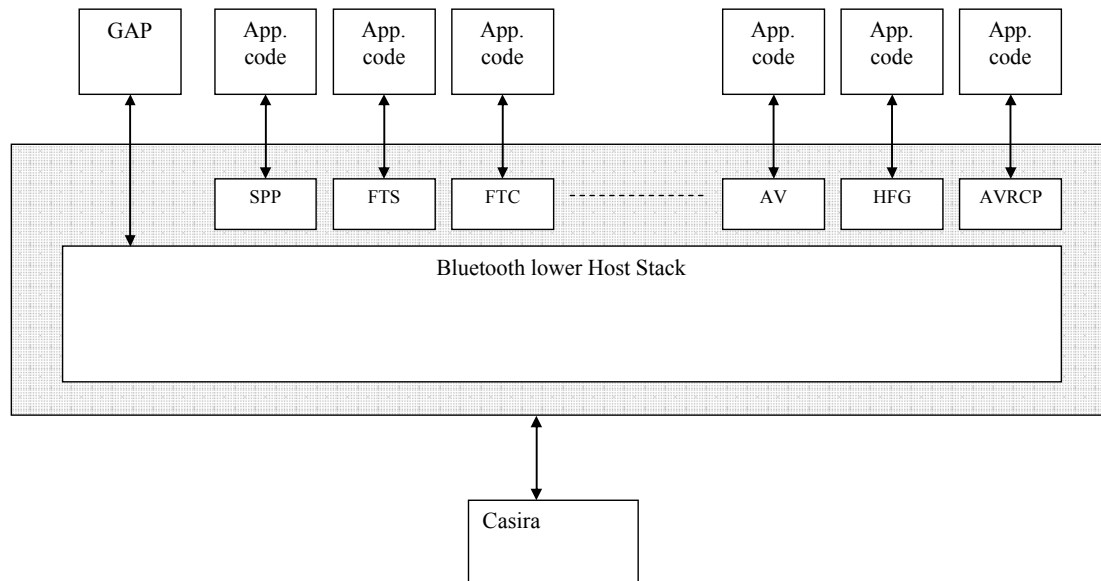 GAP
App.
code
App.
code
App.
code
App.
code
App.
code
App.
code
SPP
FTS
FTC
AV
HFG
AVRCP
Bluetooth lower Host Stack
Casira